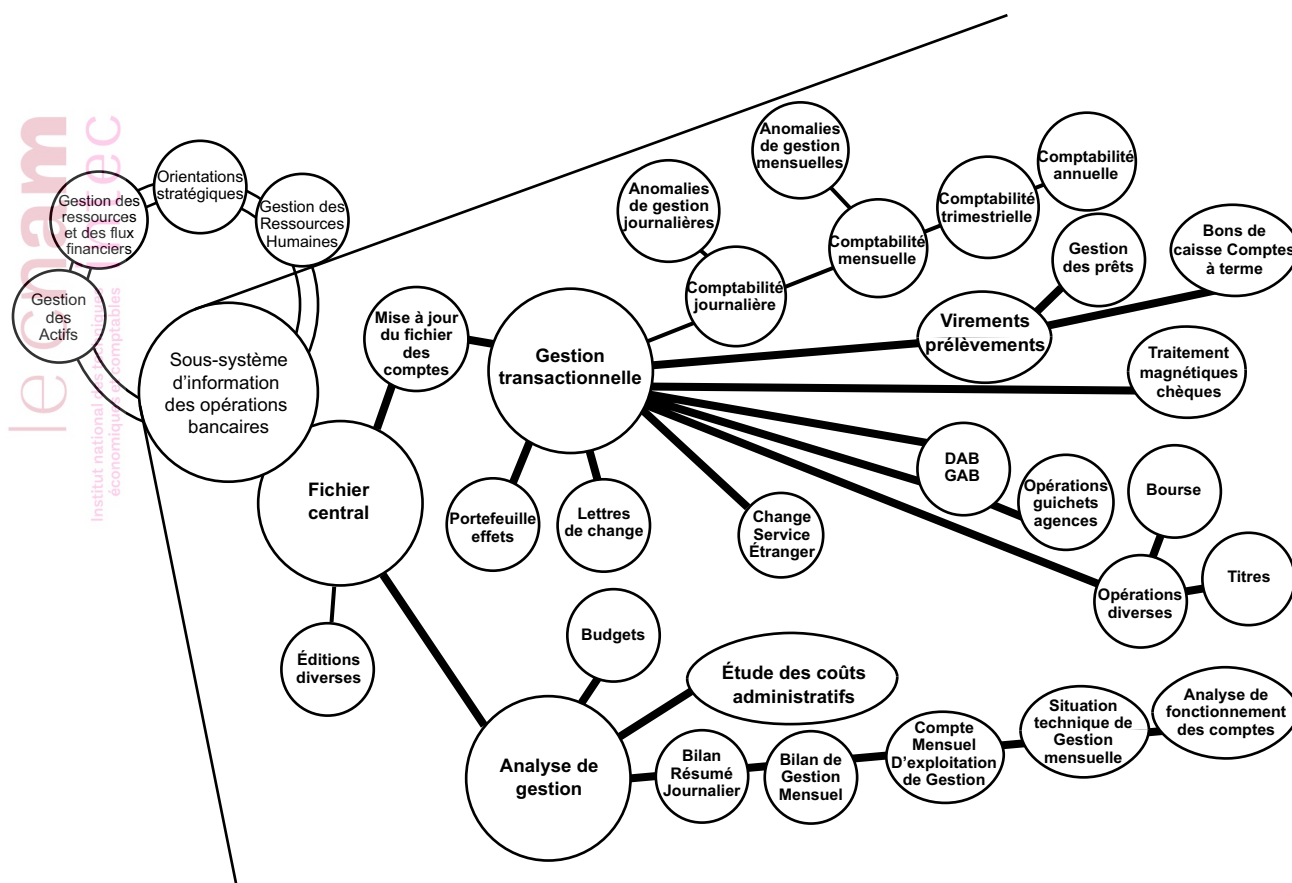 le cnam
intec
Institut national des techniques
économiques et comptables
Orientations
stratégiques
Gestion des
ressources
et des flux
financiers
Gestion des
Ressources
Humaines
Gestion
des
Actifs
Sous-système
d’information
des opérations
bancaires
Fichier
central
Mise à jour
du fichier
des
comptes
Gestion
transactionnelle
Anomalies
de gestion
journalières
Anomalies
de gestion
mensuelles
Comptabilité
journalière
Comptabilité
mensuelle
Comptabilité
trimestrielle
Comptabilité
annuelle
Gestion
des prêts
Bons de
caisse Comptes
à terme
Virements
prélèvements
Traitement
magnétiques
chèques
DAB
GAB
Opérations
guichets
agences
Bourse
Titres
Opérations
diverses
Portefeuille
effets
Lettres
de change
Change
Service
Étranger
Éditions
diverses
Budgets
Étude des coûts
administratifs
Analyse de
gestion
Bilan
Résumé
Journalier
Bilan de
Gestion
Mensuel
Compte
Mensuel
D’exploitation
de Gestion
Situation
technique de
Gestion
mensuelle
Analyse de
fonctionnement
des comptes